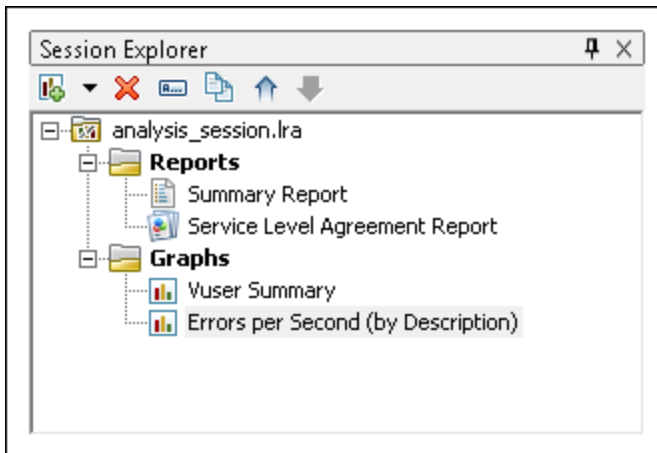 Session Explorer
analysis_session.lra
Reports
Summary Report
Service Level Agreement Report
Graphs
Vuser Summary
Errors per Second (by Description)